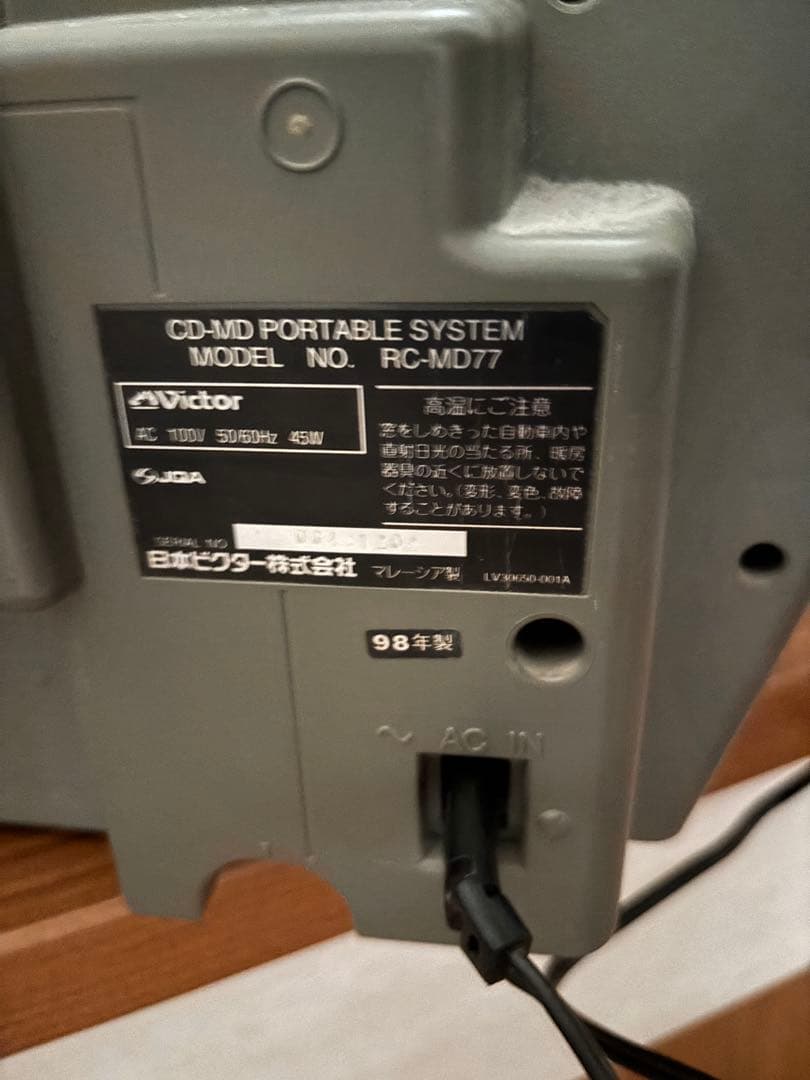 CD-MD PORTABLE SYSTEM
MODEL NO. RC-MD77
Victor
AC 100V 50/60Hz 45W
JQA
高温にご注意
窓をしめきった自動車内や
直射日光の当たる所、暖房
器具の近くに放置しないで
ください。(変形、変色、故障
することがあります。)
SERIAL NO
日本ビクター株式会社 マレーシア製 LV30650-001A
98年製
~ AC IN